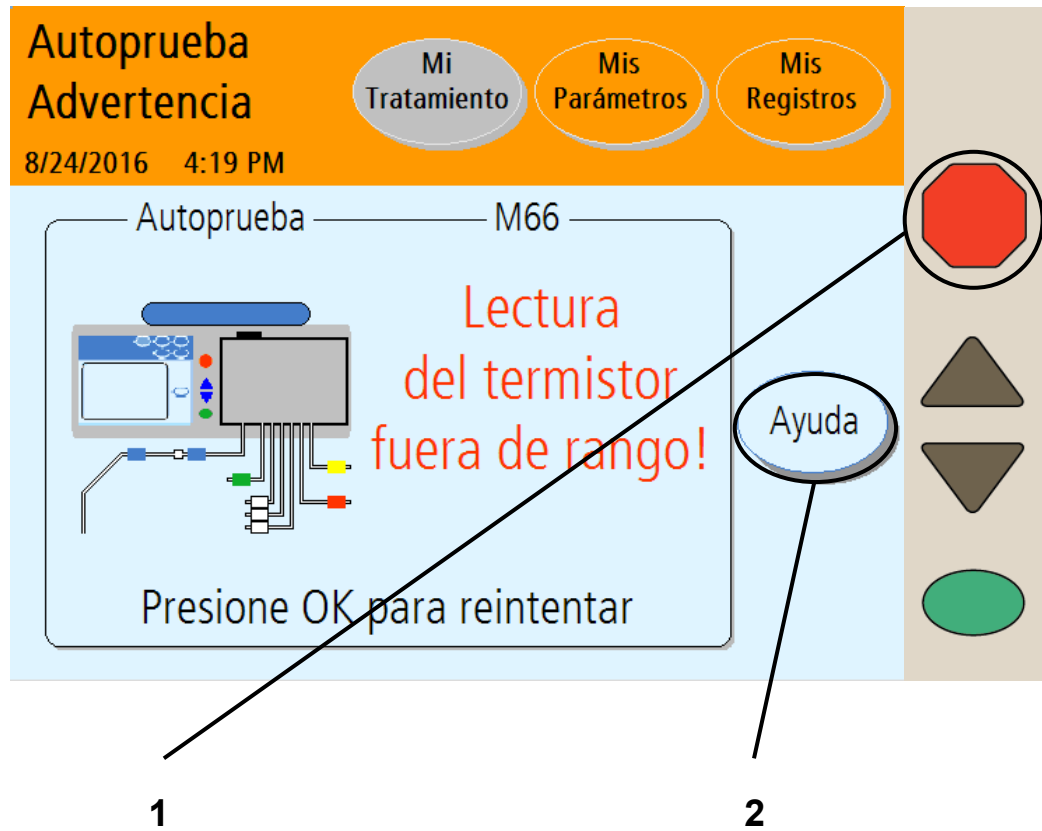 Autoprueba
Advertencia
8/24/2016 4:19 PM
Mi
Tratamiento
Mis
Parámetros
Mis
Registros
Autoprueba M66
Lectura
del termistor
fuera de rango!
Ayuda
Presione OK para reintentar
1 2